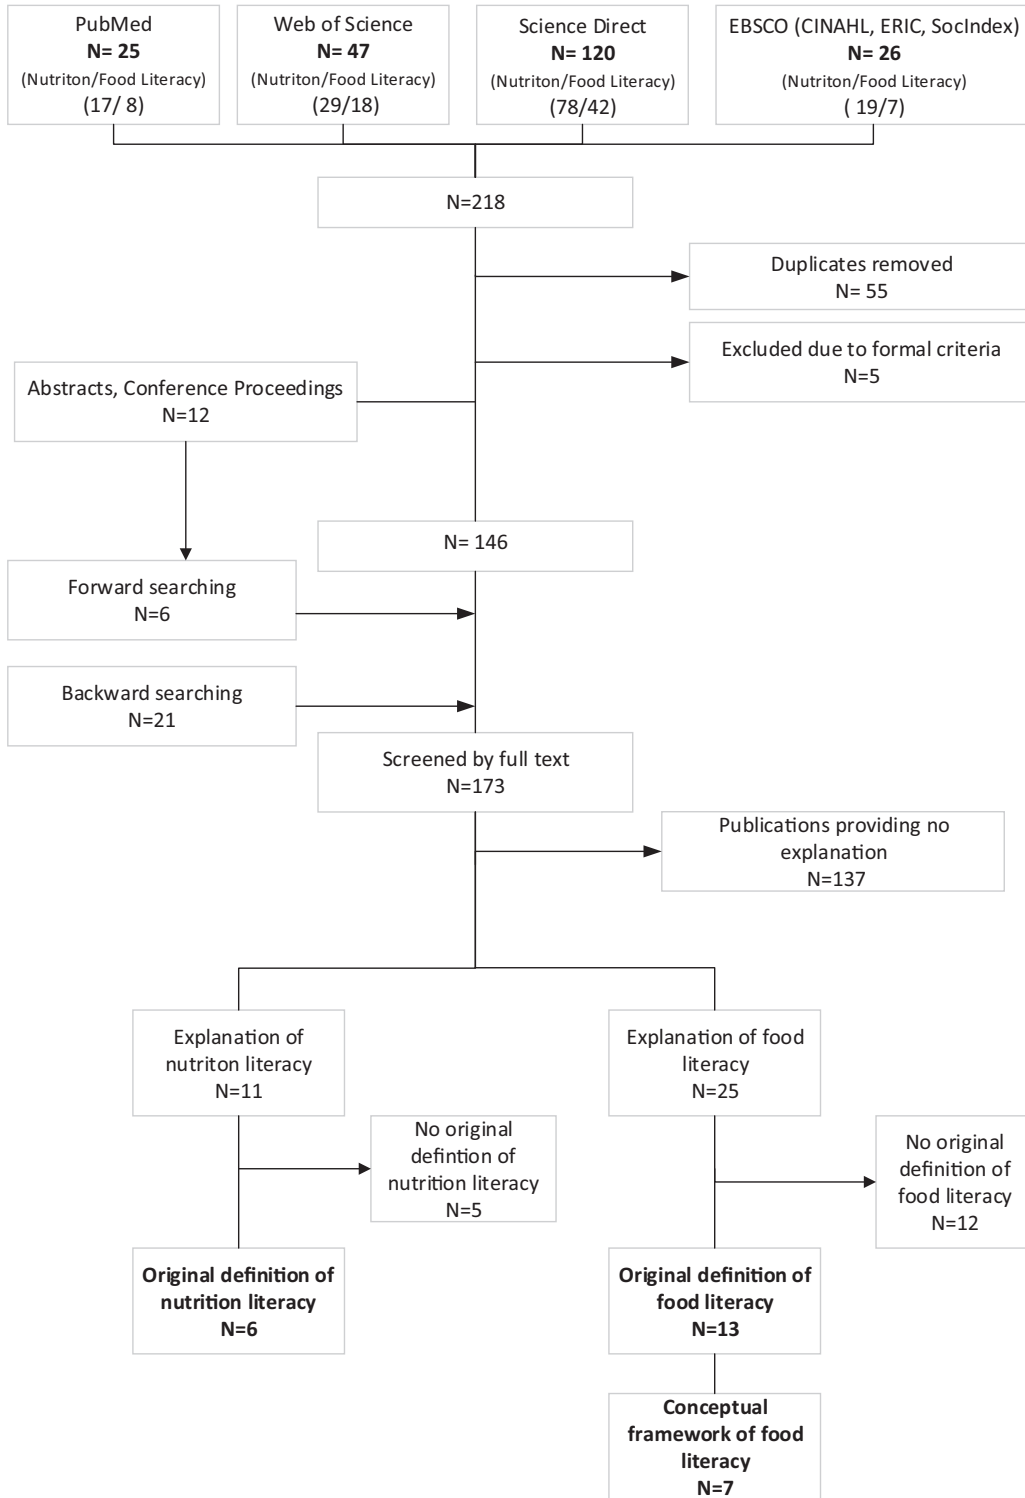 PubMed
N= 25
(Nutriton/Food Literacy)
(17/ 8)
Web of Science
N= 47
(Nutriton/Food Literacy)
(29/18)
Science Direct
N= 120
(Nutriton/Food Literacy)
(78/42)
EBSCO (CINAHL, ERIC, SocIndex)
N= 26
(Nutriton/Food Literacy)
( 19/7)
N=218
Duplicates removed
N= 55
Excluded due to formal criteria
N=5
Abstracts, Conference Proceedings
N=12
N= 146
Forward searching
N=6
Backward searching
N=21
Screened by full text
N=173
Publications providing no
explanation
N=137
Explanation of
nutriton literacy
N=11
Explanation of food
literacy
N=25
No original
defintion of
nutrition literacy
N=5
No original
definition of
food literacy
N=12
Original definition of
nutrition literacy
N=6
Original definition of
food literacy
N=13
Conceptual
framework of food
literacy
N=7